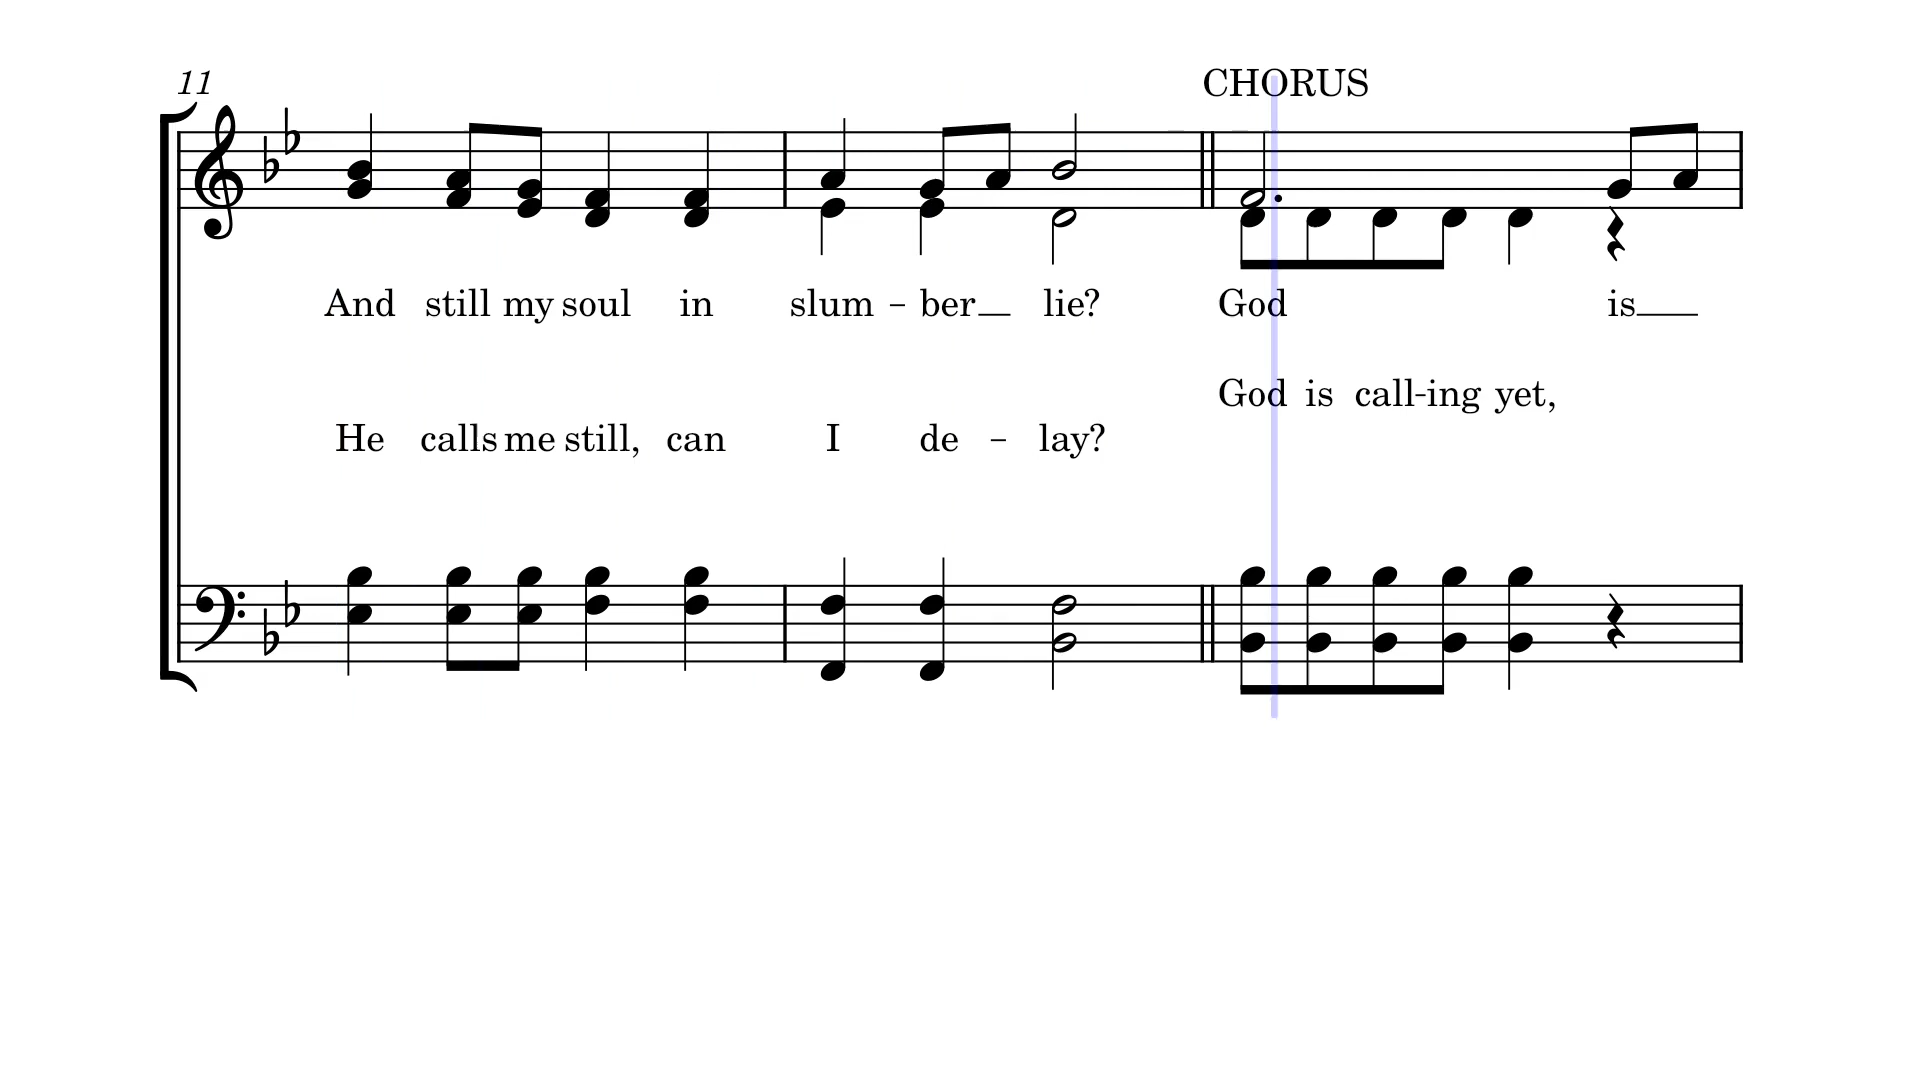 11
CHORUS
And still my soul in slum - ber lie? God is
God is call-ing yet,
He calls me still, can I de - lay?